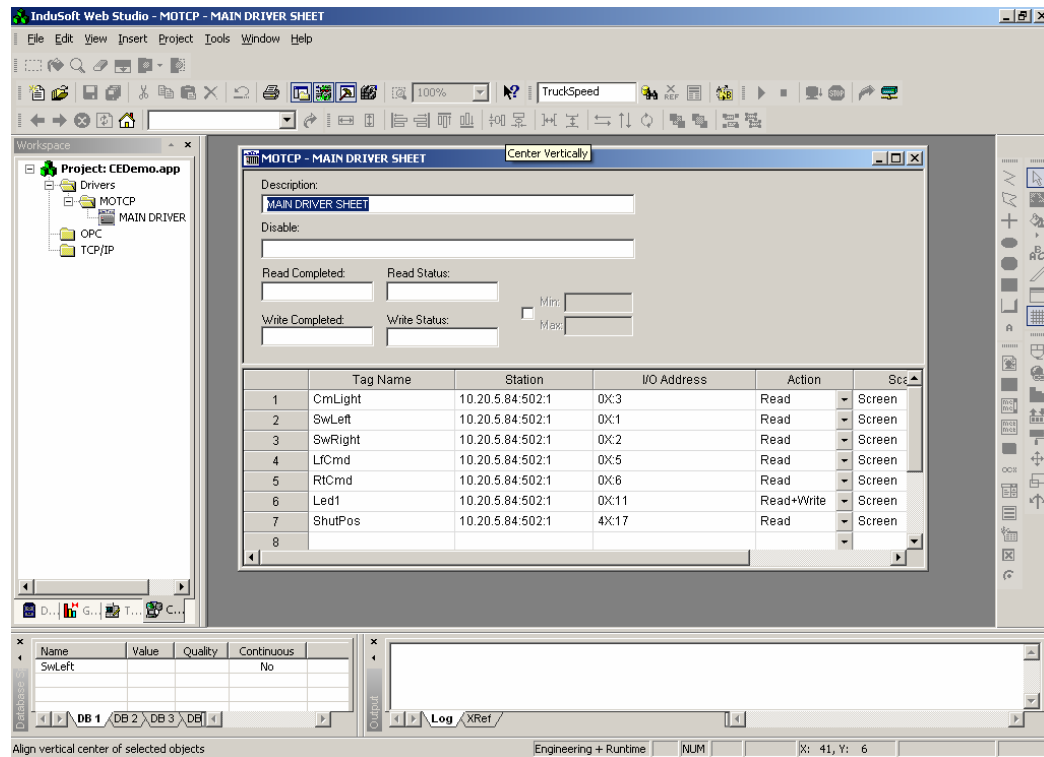 InduSoft Web Studio - MOTCP - MAIN DRIVER SHEET
File Edit View Insert Project Tools Window Help
100% TruckSpeed REF
STOP
Workspace
Center Vertically
Project: CEDemo.app
Drivers
MOTCP
MAIN DRIVER
OPC
TCP/IP
MOTCP - MAIN DRIVER SHEET
Description:
MAIN DRIVER SHEET
Disable:
Read Completed: Read Status:
Min:
Write Completed: Write Status:
Max:
Tag Name Station I/O Address Action Sca
1 CmLight 10.20.5.84:502:1 0X:3 Read Screen
2 SwLeft 10.20.5.84:502:1 0X:1 Read Screen
3 SwRight 10.20.5.84:502:1 0X:2 Read Screen
4 LfCmd 10.20.5.84:502:1 0X:5 Read Screen
5 RtCmd 10.20.5.84:502:1 0X:6 Read Screen
6 Led1 10.20.5.84:502:1 0X:11 Read+Write Screen
7 ShutPos 10.20.5.84:502:1 4X:17 Read Screen
8
D... G... T... C...
Name Value Quality Continuous
SwLeft No
Database S
DB 1 DB 2 DB 3 DB
Output
Log XRef
Align vertical center of selected objects Engineering + Runtime NUM X: 41, Y: 6